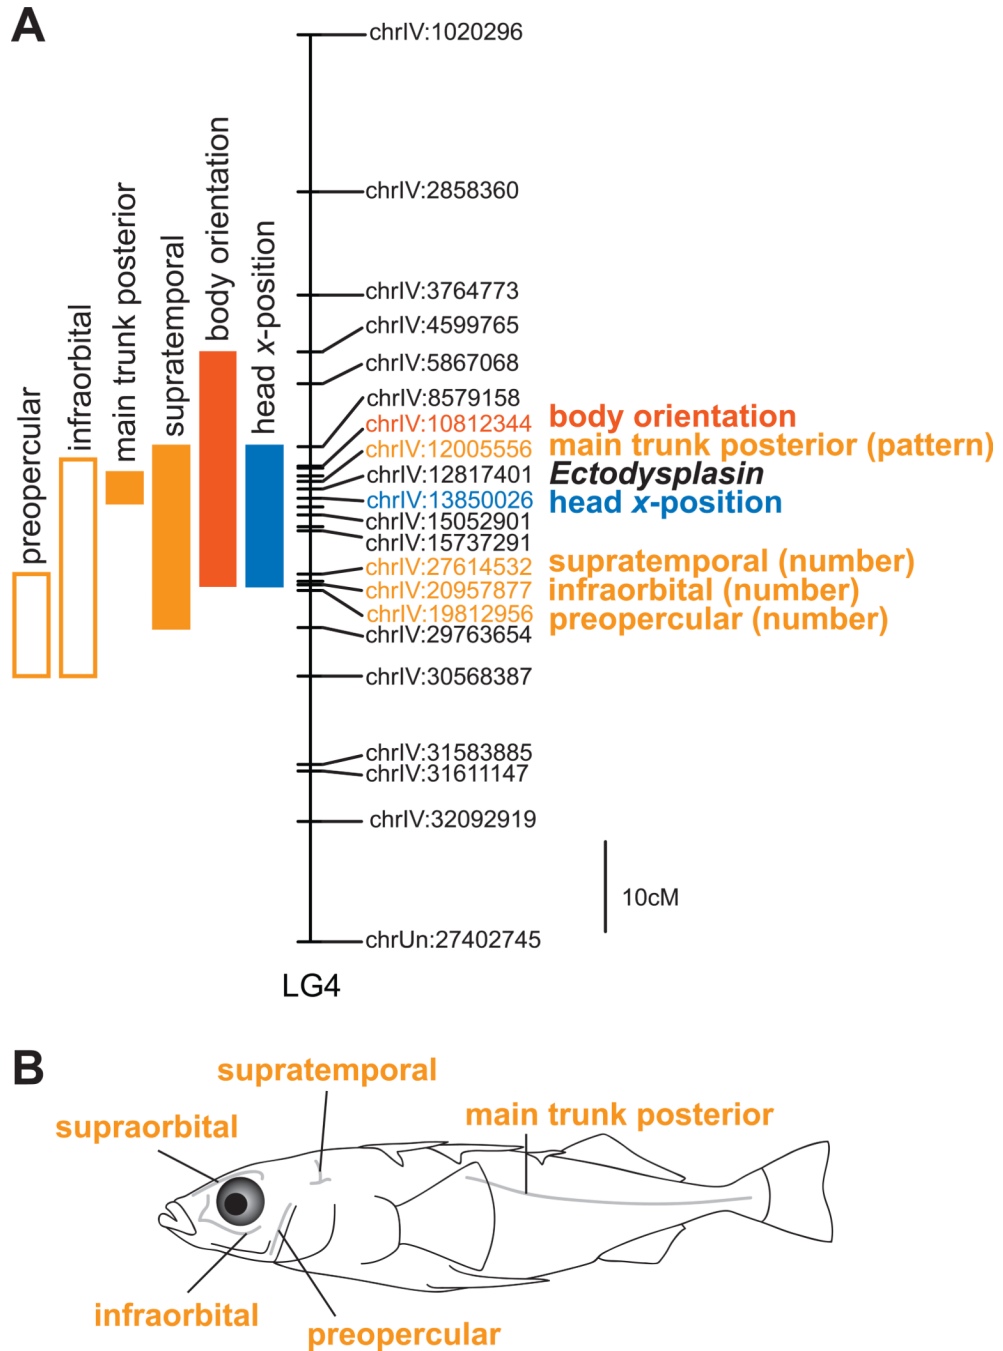 A
preopercular
infraorbital
main trunk posterior
supratemporal
body orientation
head x-position
chrIV:1020296
chrIV:2858360
chrIV:3764773
chrIV:4599765
chrIV:5867068
chrIV:8579158
chrIV:10812344 body orientation
chrIV:12005556 main trunk posterior (pattern)
chrIV:12817401 Ectodysplasin
chrIV:13850026 head x-position
chrIV:15052901
chrIV:15737291
chrIV:27614532 supratemporal (number)
chrIV:20957877 infraorbital (number)
chrIV:19812956 preopercular (number)
chrIV:29763654
chrIV:30568387
chrIV:31583885
chrIV:31611147
chrIV:32092919
10cM
chrUn:27402745
LG4
B
supratemporal
supraorbital
main trunk posterior
infraorbital
preopercular